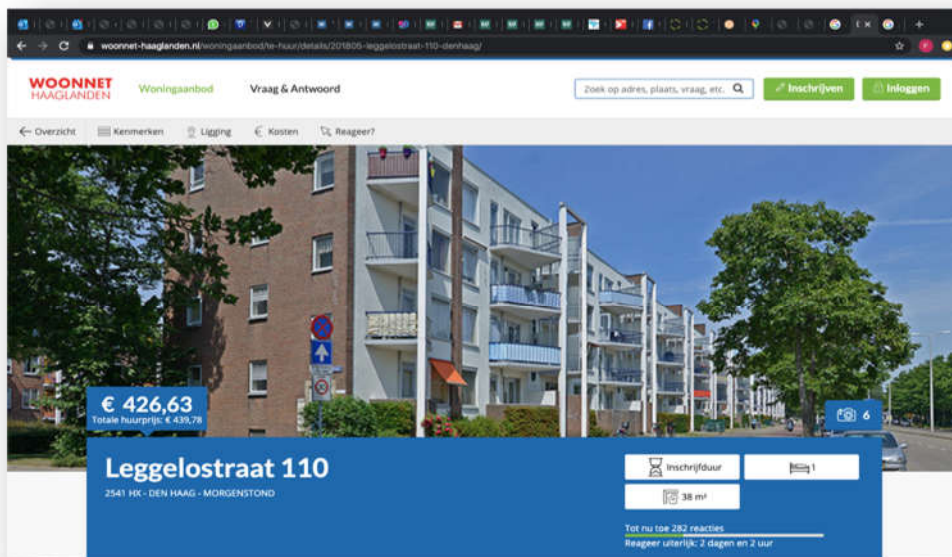 woonnet-haaglanden.nl/woningaanbod/te-huur/details/201805-leggelostraat-110-denhaag/
WOONNET
HAAGLANDEN
Woningaanbod
Vraag & Antwoord
Zoek op adres, plaats, vraag, etc.
Inschrijven
Inloggen
Overzicht
Kenmerken
Ligging
Kosten
Reageer?
€ 426,63
Totale huurprijs: € 439,78
6
Leggelostraat 110
2541 HX - DEN HAAG - MORGENSTOND
Inschrijfduur
1
38 m²
Tot nu toe 282 reacties
Reageer uiterlijk: 2 dagen en 2 uur